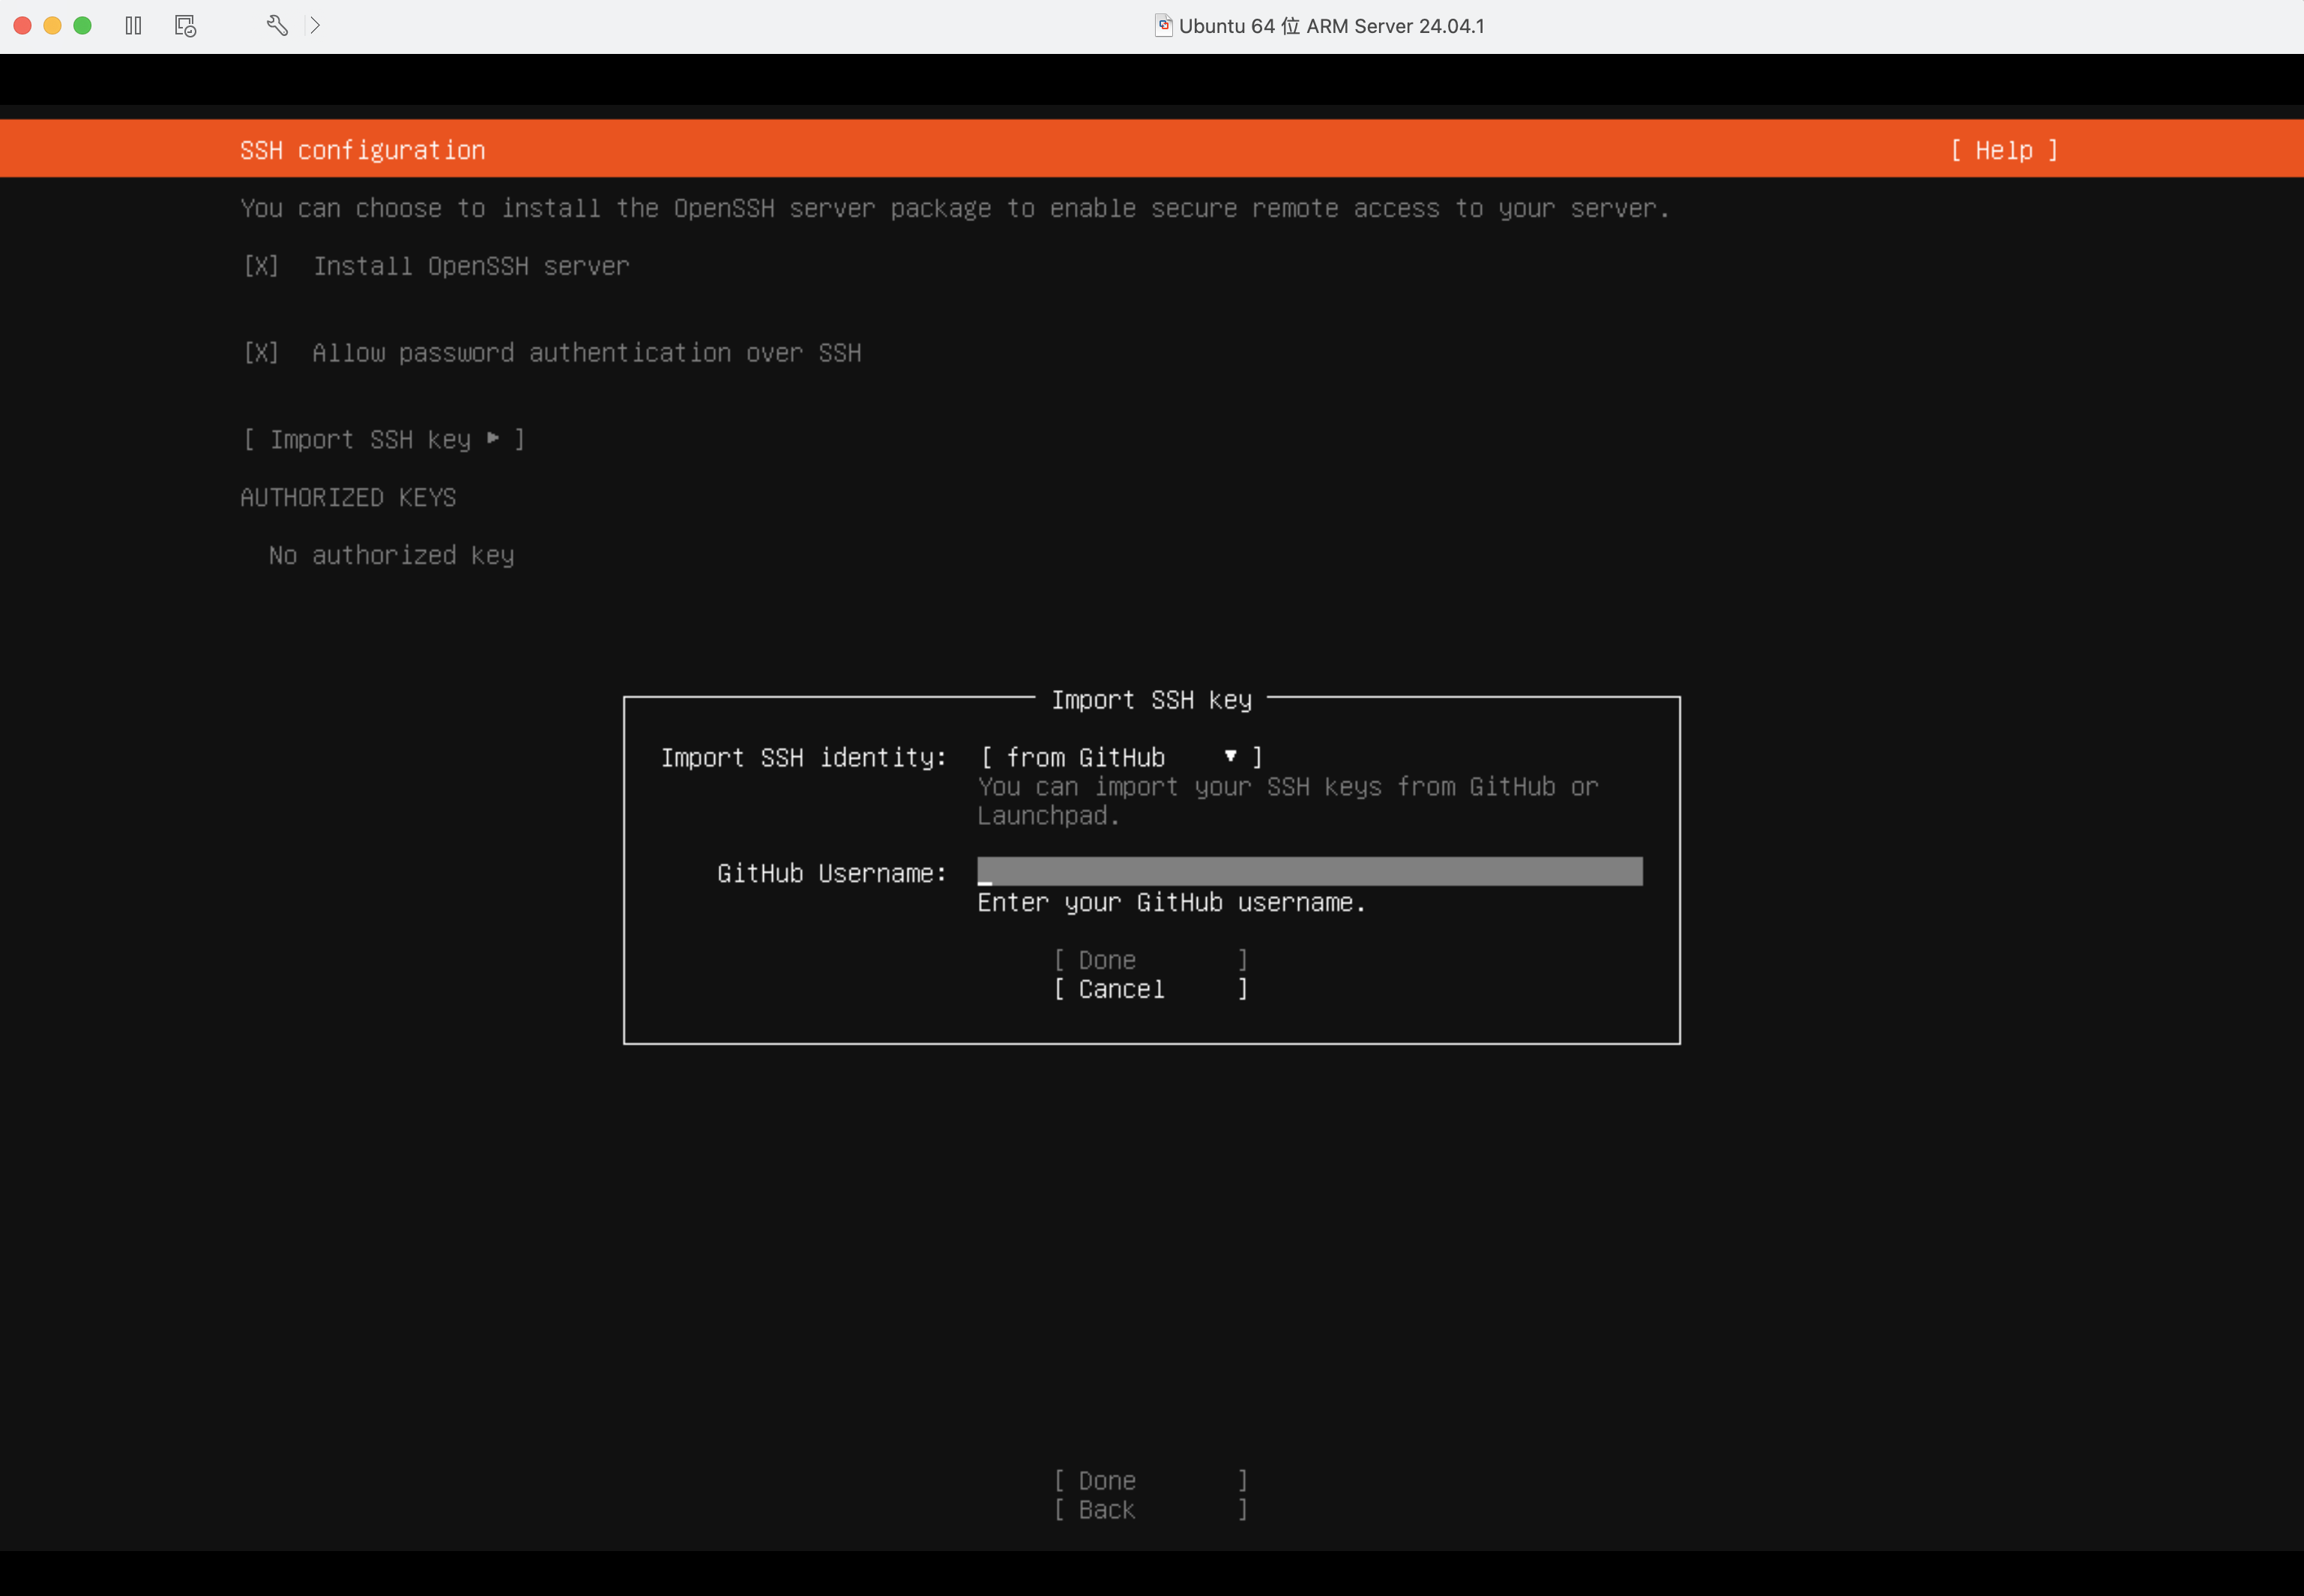 Ubuntu 64 位 ARM Server 24.04.1
SSH configuration [ Help ]
You can choose to install the OpenSSH server package to enable secure remote access to your server.
[X] Install OpenSSH server
[X] Allow password authentication over SSH
[ Import SSH key ▸ ]
AUTHORIZED KEYS
No authorized key
Import SSH key
Import SSH identity: [ from GitHub ▾ ]
You can import your SSH keys from GitHub or
Launchpad.
GitHub Username:
Enter your GitHub username.
[ Done ]
[ Cancel ]
[ Done ]
[ Back ]